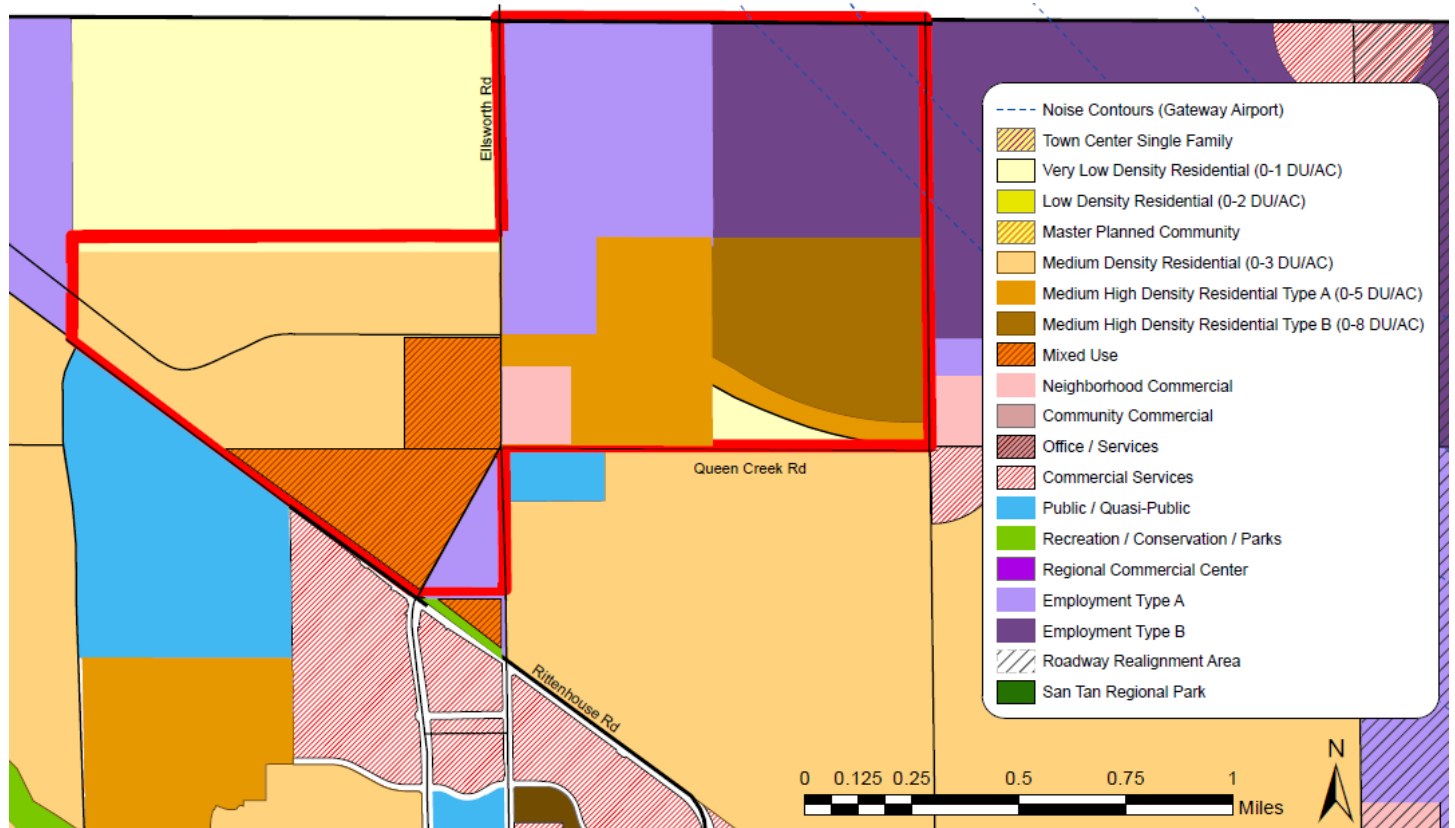 Ellsworth Rd
Noise Contours (Gateway Airport)
Town Center Single Family
Very Low Density Residential (0-1 DU/AC)
Low Density Residential (0-2 DU/AC)
Master Planned Community
Medium Density Residential (0-3 DU/AC)
Medium High Density Residential Type A (0-5 DU/AC)
Medium High Density Residential Type B (0-8 DU/AC)
Mixed Use
Neighborhood Commercial
Community Commercial
Office / Services
Commercial Services
Public / Quasi-Public
Recreation / Conservation / Parks
Regional Commercial Center
Employment Type A
Employment Type B
Roadway Realignment Area
San Tan Regional Park
Queen Creek Rd
Rittenhouse Rd
N
0 0.125 0.25 0.5 0.75 1
Miles